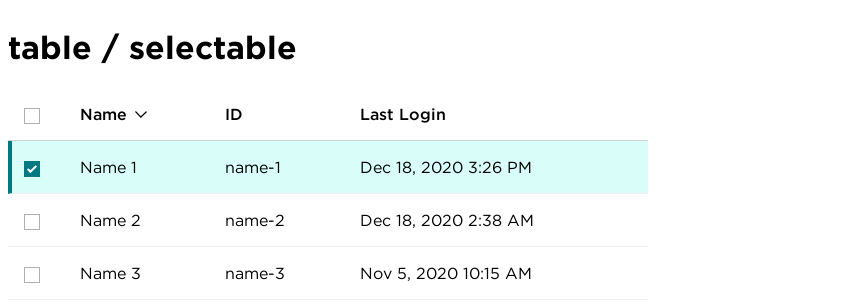 table / selectable
Name ID Last Login
Name 1 name-1 Dec 18, 2020 3:26 PM
Name 2 name-2 Dec 18, 2020 2:38 AM
Name 3 name-3 Nov 5, 2020 10:15 AM